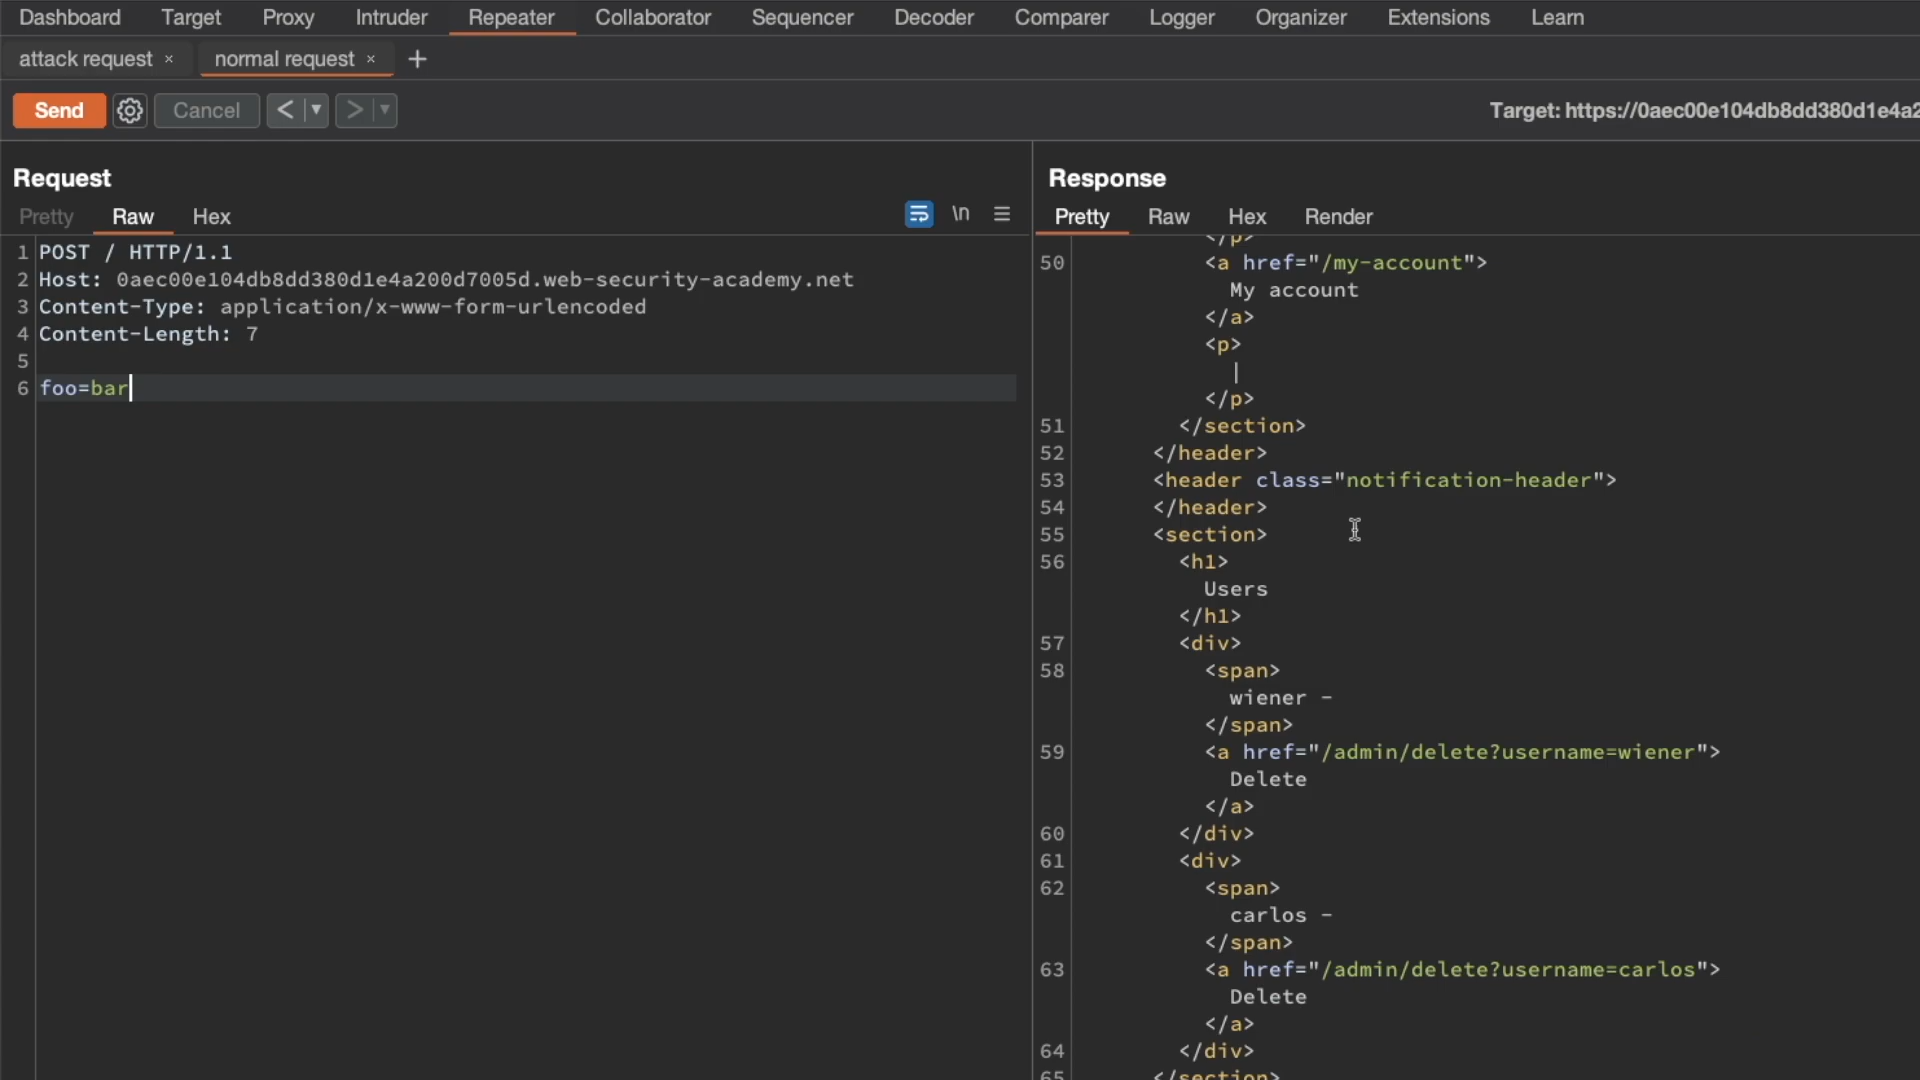 Dashboard Target Proxy Intruder Repeater Collaborator Sequencer Decoder Comparer Logger Organizer Extensions Learn
attack request × normal request × +
Send Cancel < ▼ > ▼ Target: https://0aec00e104db8dd380d1e4a2
Request
Pretty Raw Hex \n
1 POST / HTTP/1.1
2 Host: 0aec00e104db8dd380d1e4a200d7005d.web-security-academy.net
3 Content-Type: application/x-www-form-urlencoded
4 Content-Length: 7
5
6 foo=bar
Response
Pretty Raw Hex Render
</p>
50 <a href="/my-account">
My account
</a>
<p>
|
</p>
51 </section>
52 </header>
53 <header class="notification-header">
54 </header>
55 <section>
56 <h1>
Users
</h1>
57 <div>
58 <span>
wiener -
</span>
59 <a href="/admin/delete?username=wiener">
Delete
</a>
60 </div>
61 <div>
62 <span>
carlos -
</span>
63 <a href="/admin/delete?username=carlos">
Delete
</a>
64 </div>
65 </section>